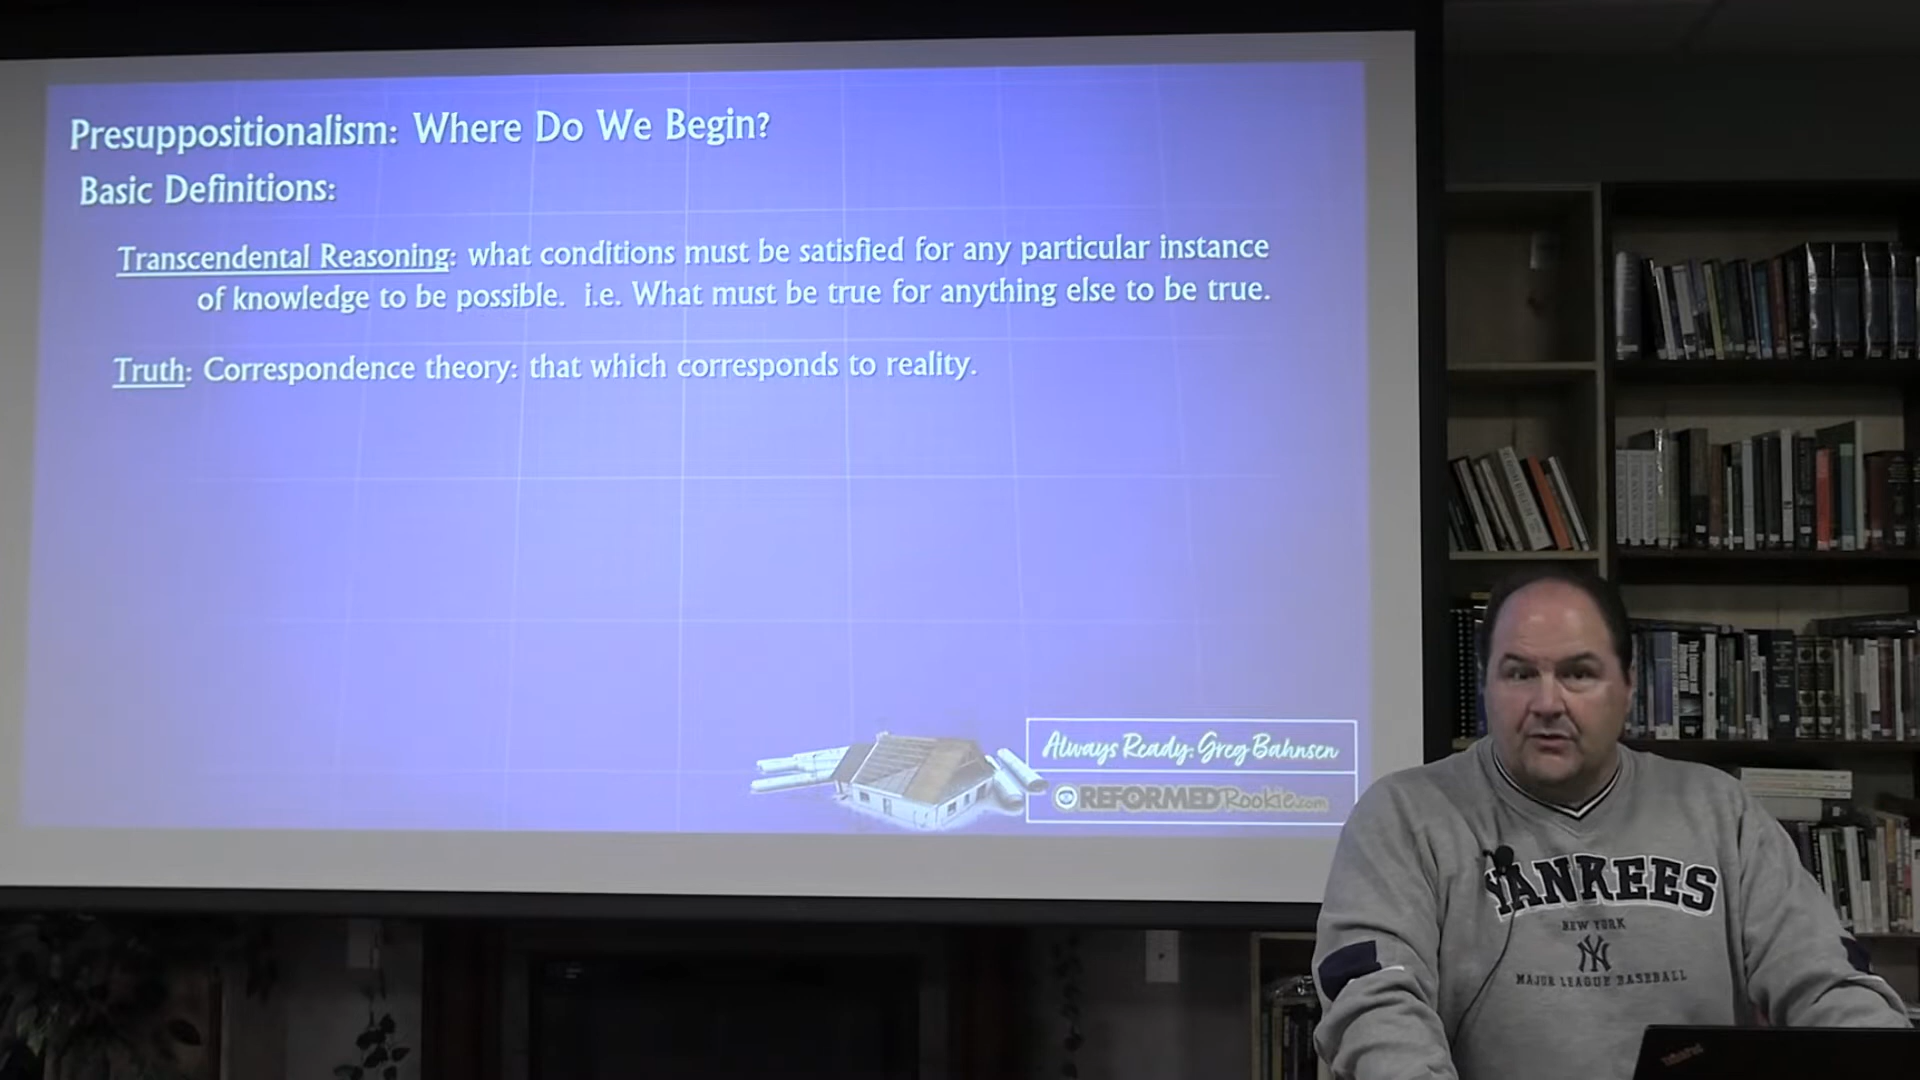 Presuppositionalism: Where Do We Begin?
Basic Definitions:
Transcendental Reasoning: what conditions must be satisfied for any particular instance
of knowledge to be possible. i.e. What must be true for anything else to be true.
Truth: Correspondence theory: that which corresponds to reality.
Always Ready: Greg Bahnsen
REFORMEDRookie.com
YANKEES
NEW YORK
NY
MAJOR LEAGUE BASEBALL
ThinkPad